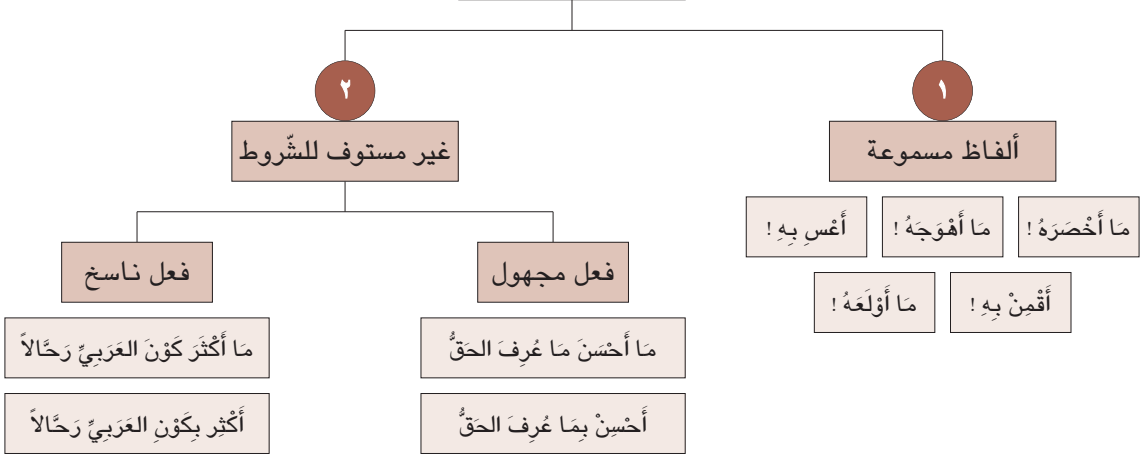 ١
٢
ألفاظ مسموعة
غير مستوف للشّروط
مَا أَخْصَرَهُ !
مَا أَهْوَجَهُ !
أَعْسِ بِهِ !
أَقْمِنْ بِهِ !
مَا أَوْلَعَهُ !
فعل مجهول
فعل ناسخ
مَا أَحْسَنَ مَا عُرِفَ الحَقُّ
أَحْسِنْ بِمَا عُرِفَ الحَقُّ
مَا أَكْثَرَ كَوْنَ العَرَبِيِّ رَحَّالاً
أَكْثِر بِكَوْنِ العَرَبِيِّ رَحَّالاً